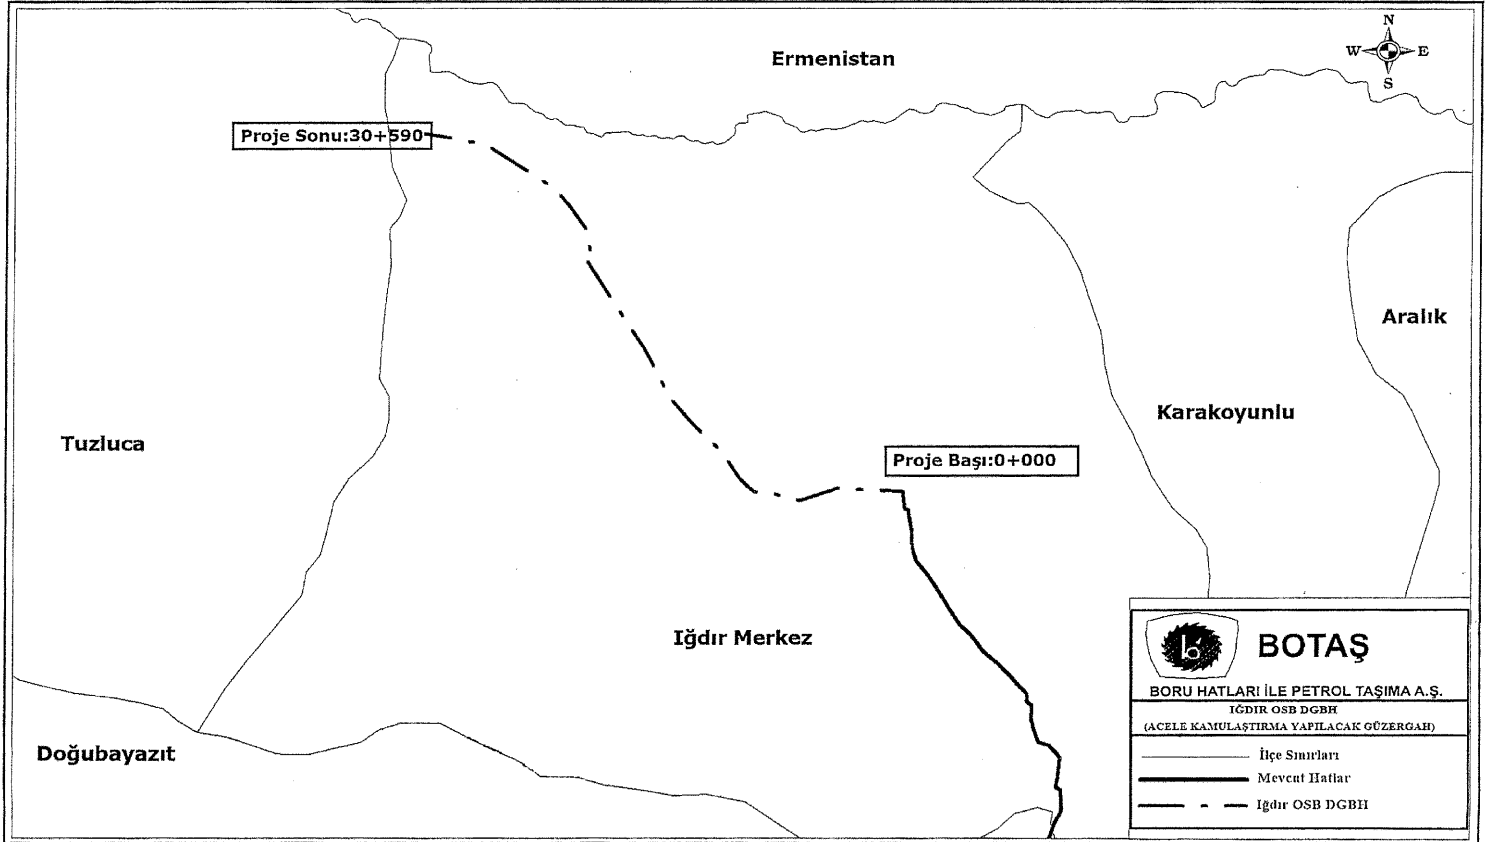 N
Ermenistan
W E
S
Proje Sonu:30+590
Aralık
Karakoyunlu
Tuzluca
Proje Başı:0+000
Iğdır Merkez
Doğubayazıt
BOTAŞ
BORU HATLARI İLE PETROL TAŞIMA A.Ş.
IĞDIR OSB DGBH
(ACELE KAMULAŞTIRMA YAPILACAK GÜZERGAH)
İlçe Sınırları
Mevcut Hatlar
Iğdır OSB DGBH